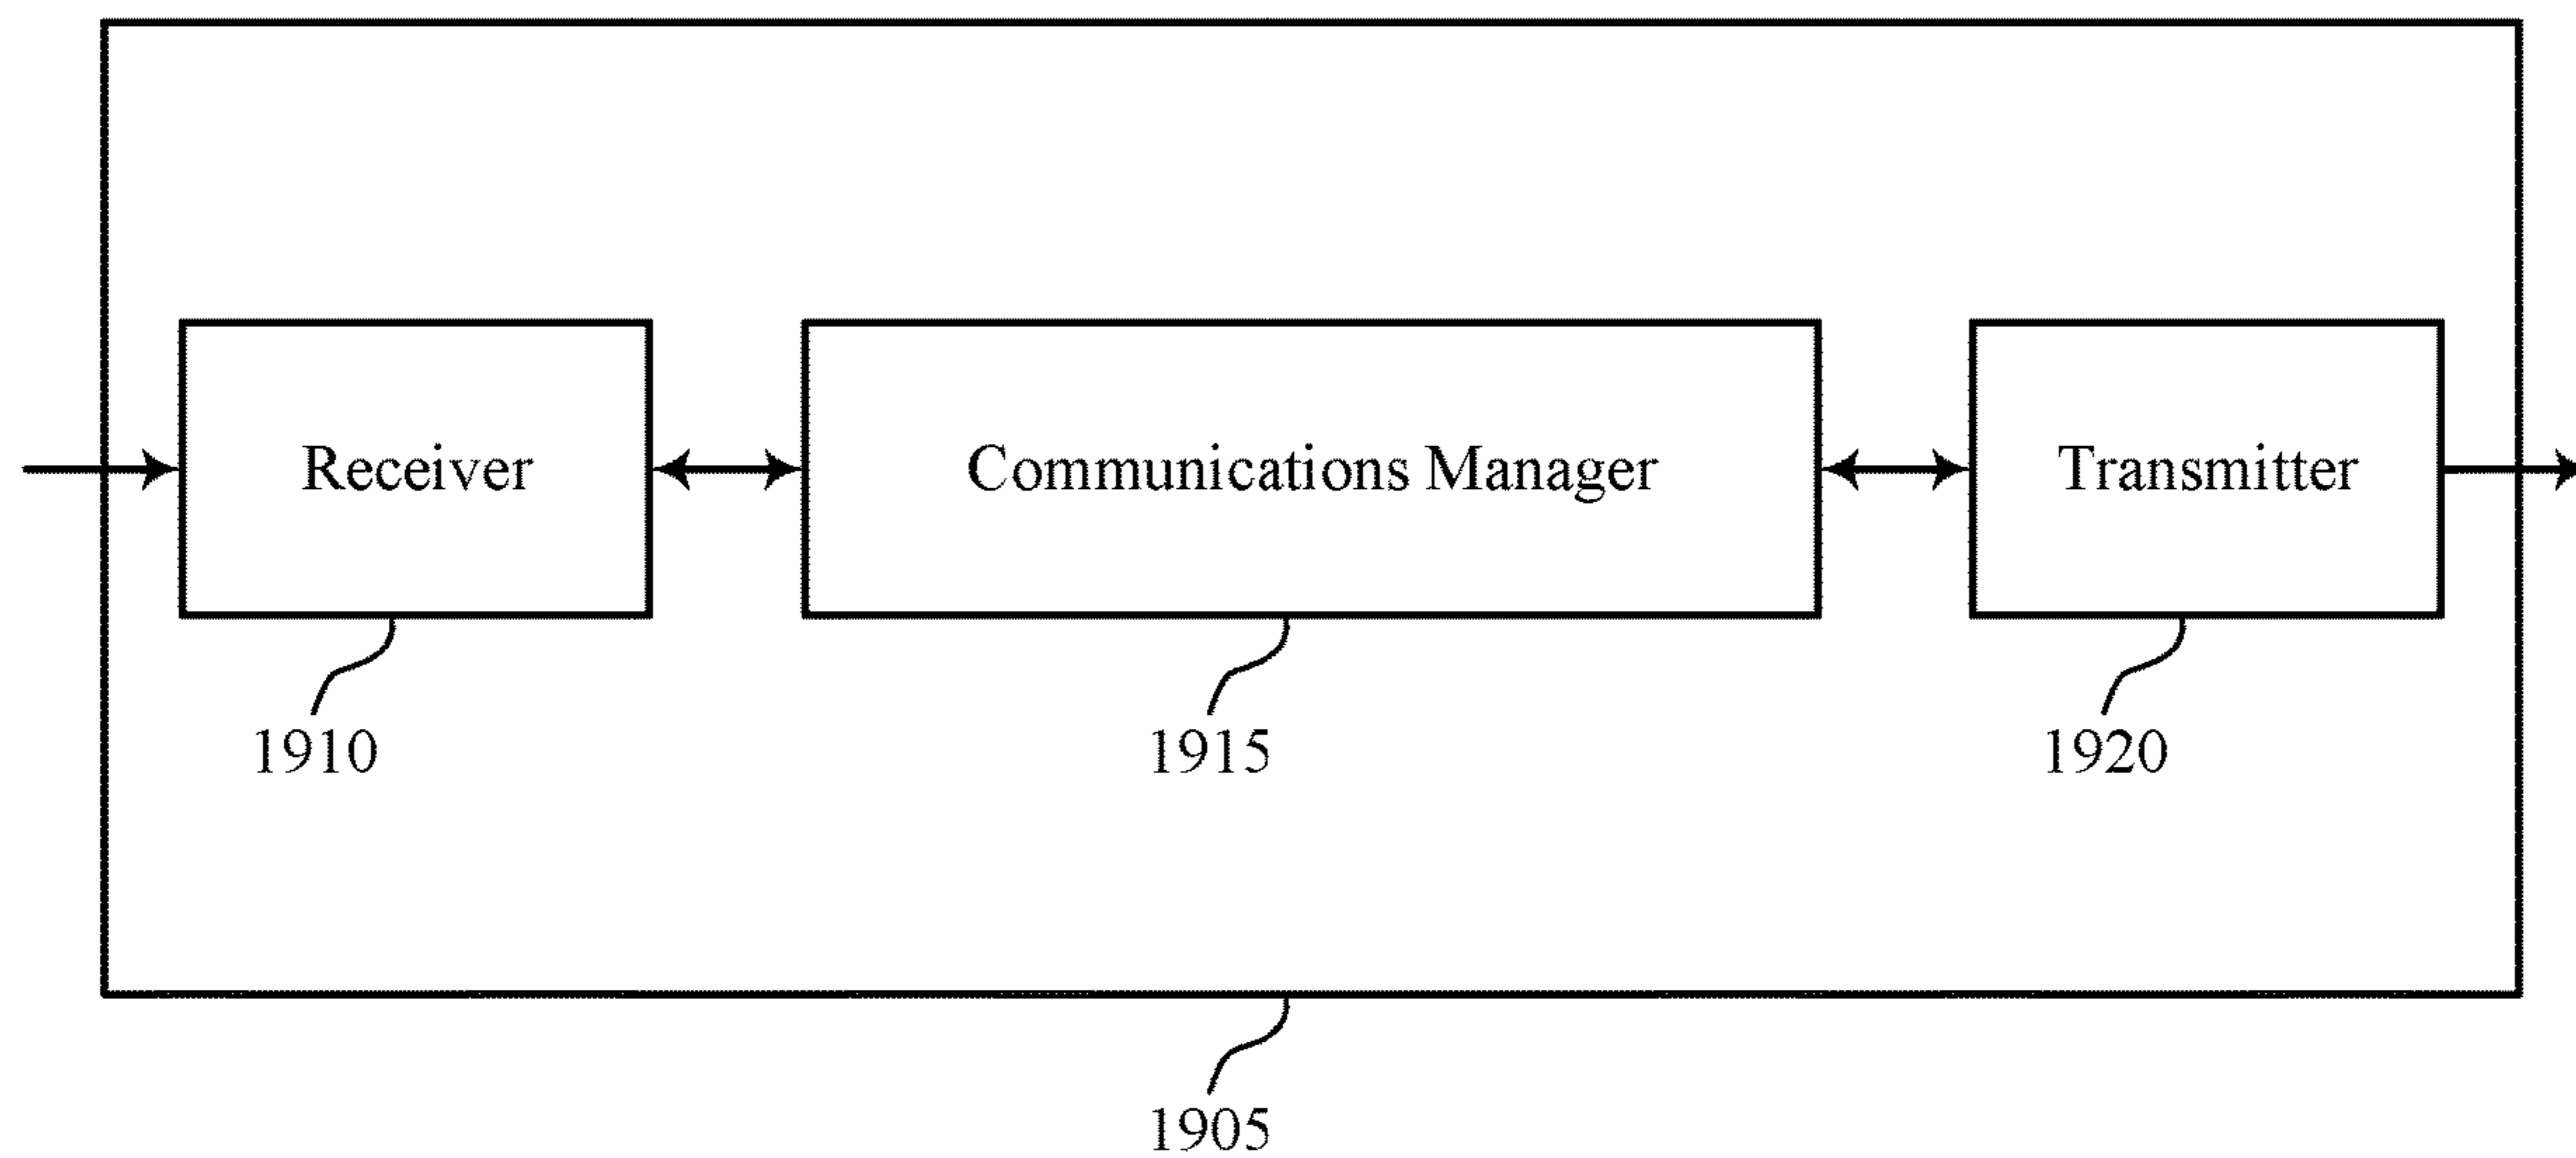 Receiver
Communications Manager
Transmitter
1910
1915
1920
1905